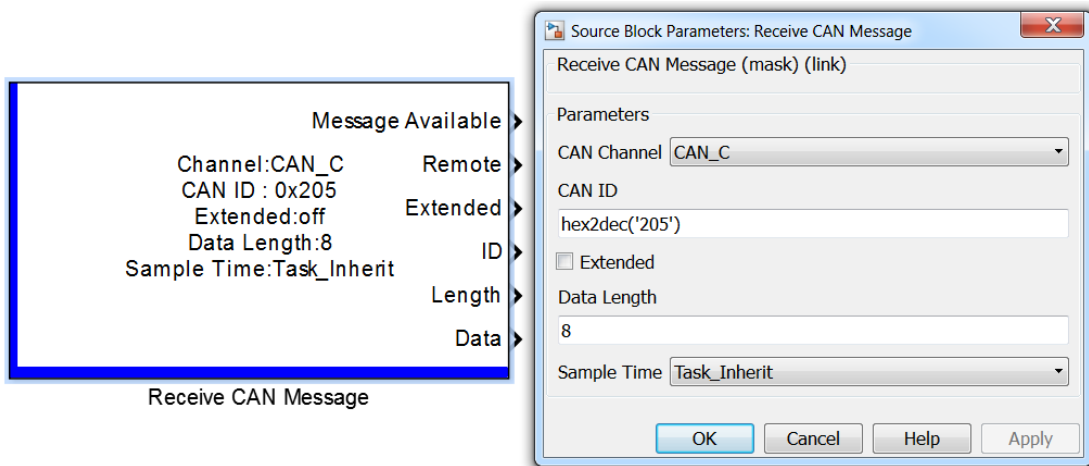 Message Available
Channel:CAN_C
CAN ID : 0x205
Extended:off
Data Length:8
Sample Time:Task_Inherit
Remote
Extended
ID
Length
Data
Receive CAN Message
Source Block Parameters: Receive CAN Message
Receive CAN Message (mask) (link)
Parameters
CAN Channel CAN_C
CAN ID
hex2dec('205')
Extended
Data Length
8
Sample Time Task_Inherit
OK Cancel Help Apply